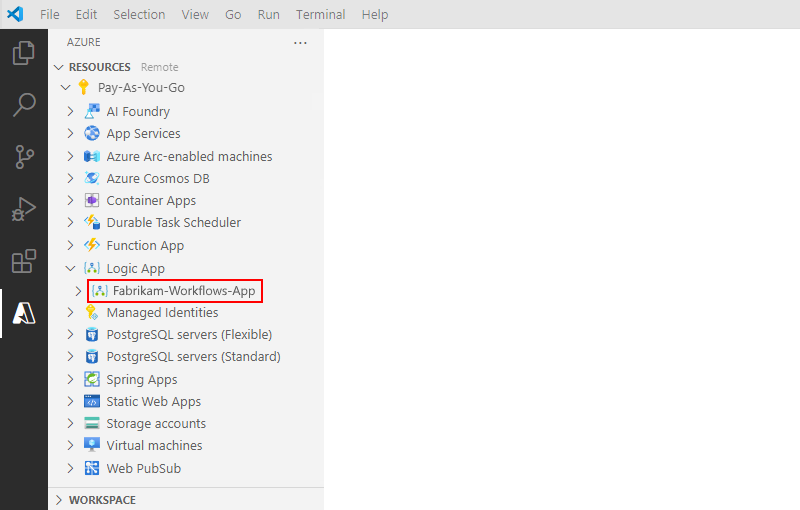 File Edit Selection View Go Run Terminal Help
AZURE
RESOURCES Remote
Pay-As-You-Go
AI Foundry
App Services
Azure Arc-enabled machines
Azure Cosmos DB
Container Apps
Durable Task Scheduler
Function App
Logic App
Fabrikam-Workflows-App
Managed Identities
PostgreSQL servers (Flexible)
PostgreSQL servers (Standard)
Spring Apps
Static Web Apps
Storage accounts
Virtual machines
Web PubSub
WORKSPACE